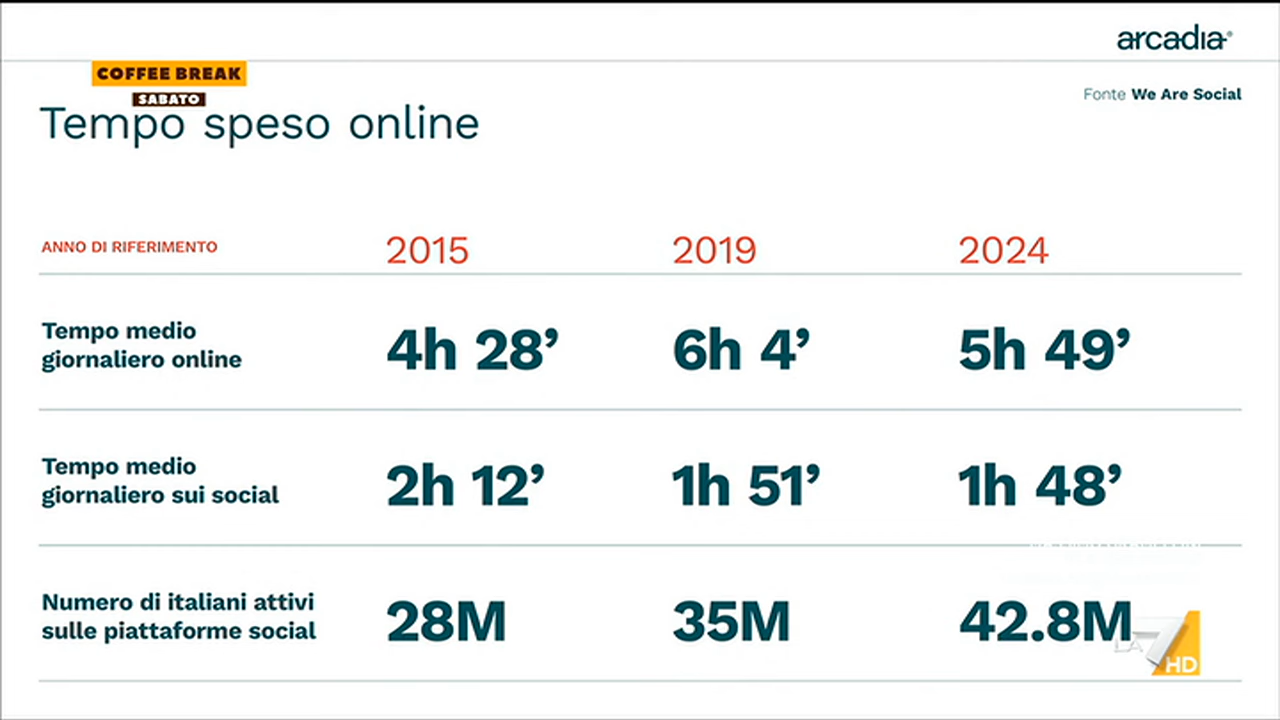 arcadia®
COFFEE BREAK
SABATO
Fonte We Are Social
Tempo speso online
ANNO DI RIFERIMENTO 2015 2019 2024
Tempo medio
giornaliero online
4h 28’ 6h 4’ 5h 49’
Tempo medio
giornaliero sui social
2h 12’ 1h 51’ 1h 48’
Numero di italiani attivi
sulle piattaforme social
28M 35M 42.8M
LA7
HD